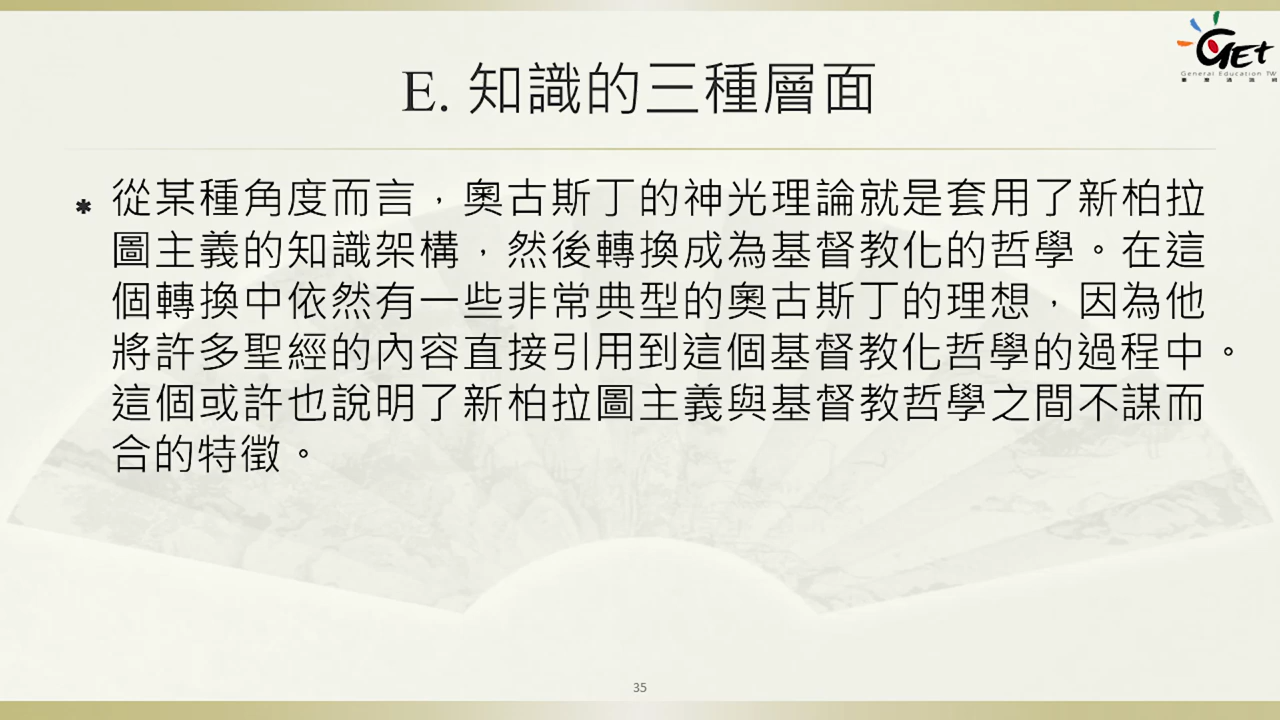 GET
General Education TW
E. 知識的三種層面
* 從某種角度而言，奧古斯丁的神光理論就是套用了新柏拉
圖主義的知識架構，然後轉換成為基督教化的哲學。在這
個轉換中依然有一些非常典型的奧古斯丁的理想，因為他
將許多聖經的內容直接引用到這個基督教化哲學的過程中。
這個或許也說明了新柏拉圖主義與基督教哲學之間不謀而
合的特徵。
35